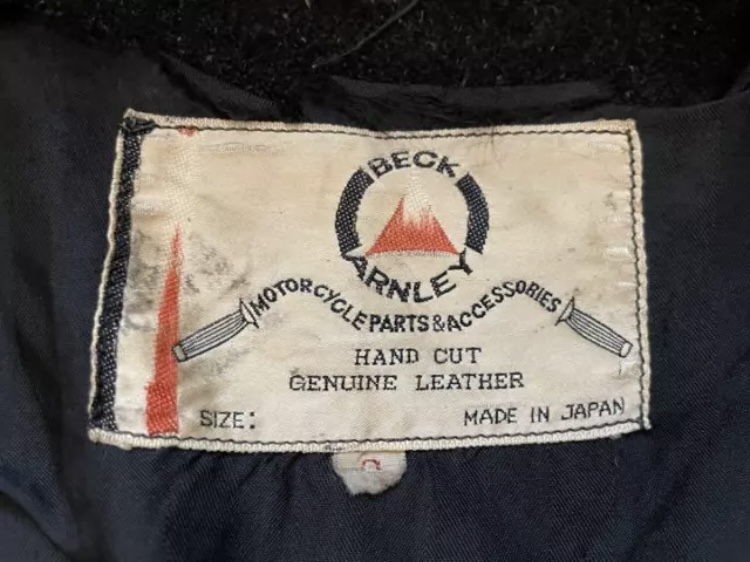 BECK
ARNLEY
MOTORCYCLE PARTS & ACCESSORIES
HAND CUT
GENUINE LEATHER
SIZE:
MADE IN JAPAN